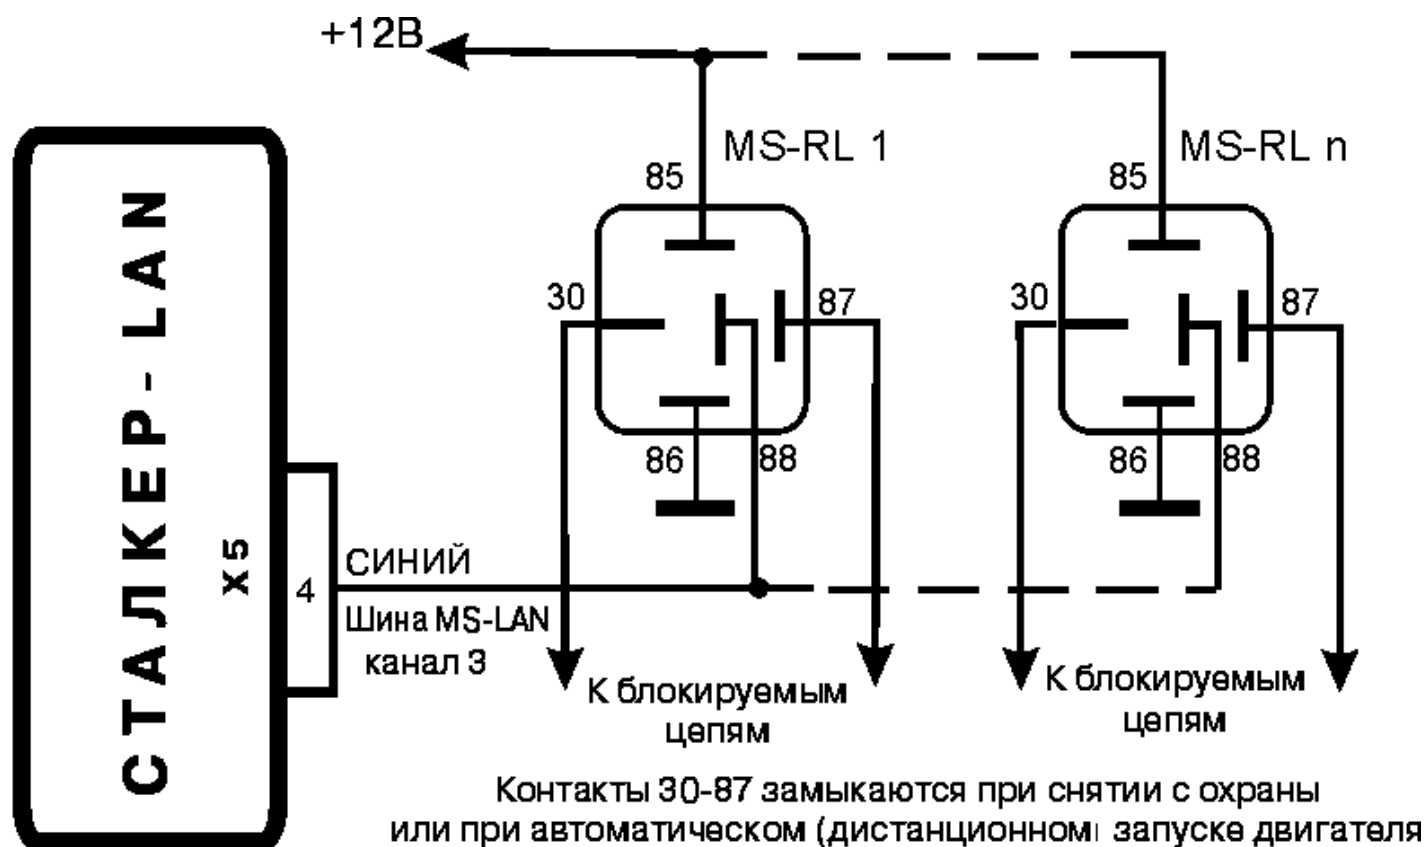 +12В
MS-RL 1
MS-RL n
85
85
30
87
30
87
86
88
86
88
СТАЛКЕР-LAN
X5
4
СИНИЙ
Шина MS-LAN
канал 3
К блокируемым
цепям
К блокируемым
цепям
Контакты 30-87 замыкаются при снятии с охраны
или при автоматическом (дистанционном запуске двигателя